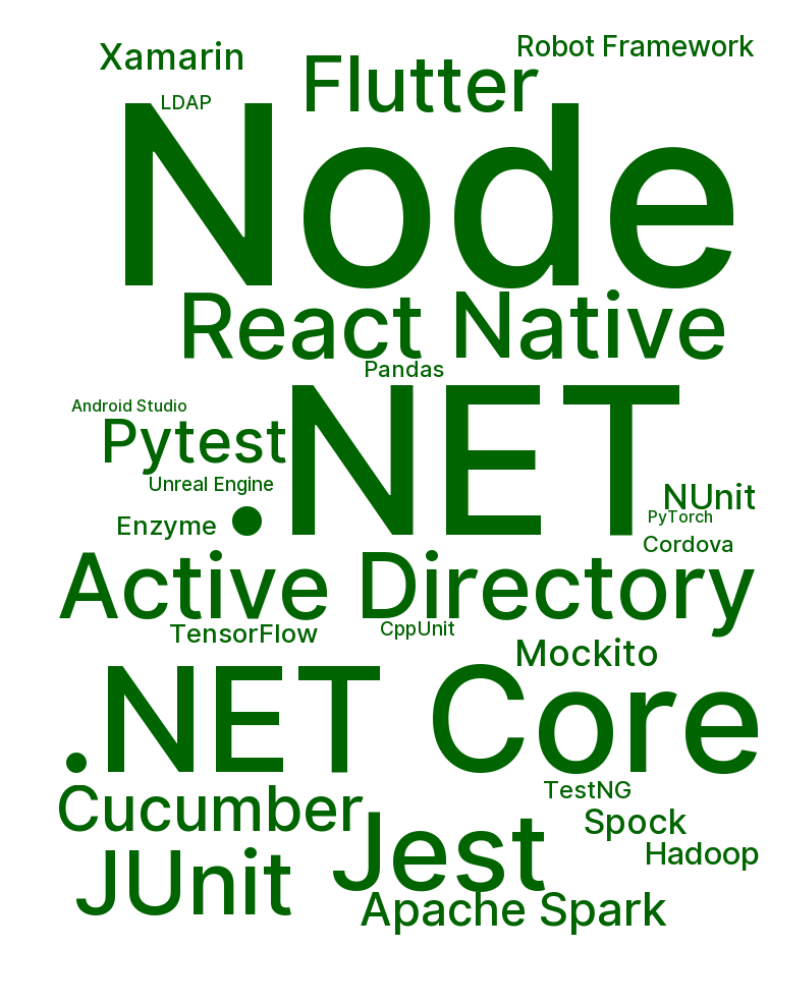 Robot Framework
Xamarin
Flutter
LDAP
Node
React Native
Pandas
.NET
Android Studio
Pytest
Unreal Engine
NUnit
PyTorch
Enzyme
Cordova
Active Directory
CppUnit
TensorFlow
Mockito
.NET Core
TestNG
Cucumber
Spock
Jest
Hadoop
JUnit
Apache Spark